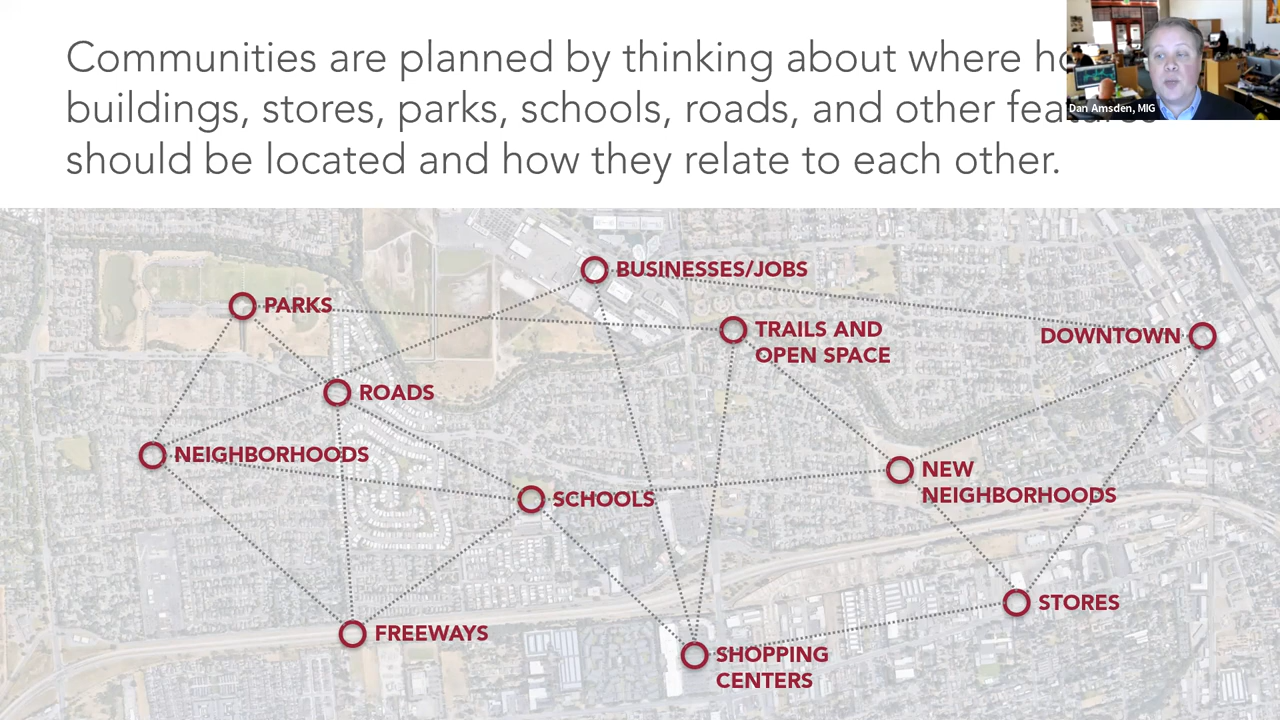 Communities are planned by thinking about where
buildings, stores, parks, schools, roads, and other
should be located and how they relate to each other.
Dan Amsden, MIG
BUSINESSES/JOBS
PARKS
TRAILS AND
OPEN SPACE
DOWNTOWN
ROADS
NEIGHBORHOODS
NEW
NEIGHBORHOODS
SCHOOLS
STORES
FREEWAYS
SHOPPING
CENTERS